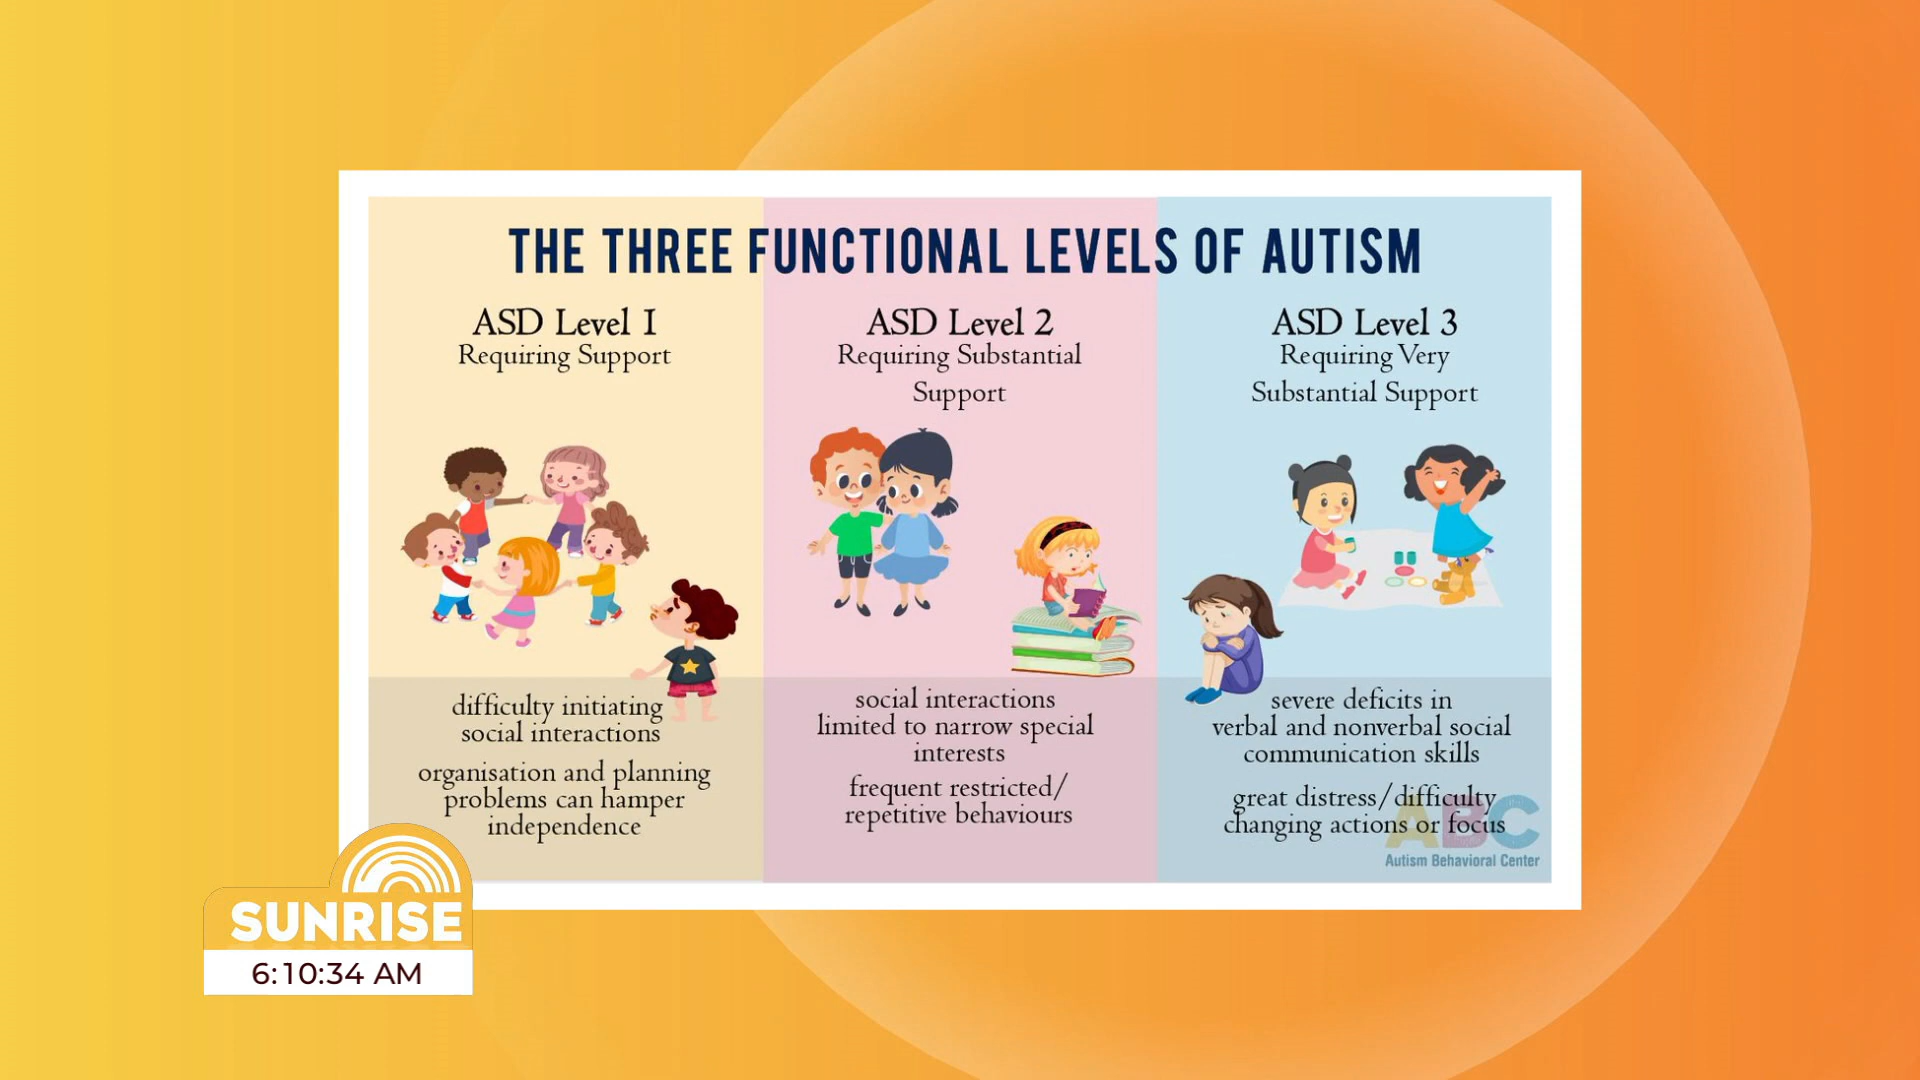 THE THREE FUNCTIONAL LEVELS OF AUTISM
ASD Level 1
Requiring Support
ASD Level 2
Requiring Substantial
Support
ASD Level 3
Requiring Very
Substantial Support
difficulty initiating
social interactions
organisation and planning
problems can hamper
independence
social interactions
limited to narrow special
interests
frequent restricted/
repetitive behaviours
severe deficits in
verbal and nonverbal social
communication skills
great distress/difficulty
changing actions or focus
ABC
Autism Behavioral Center
SUNRISE
6:10:34 AM